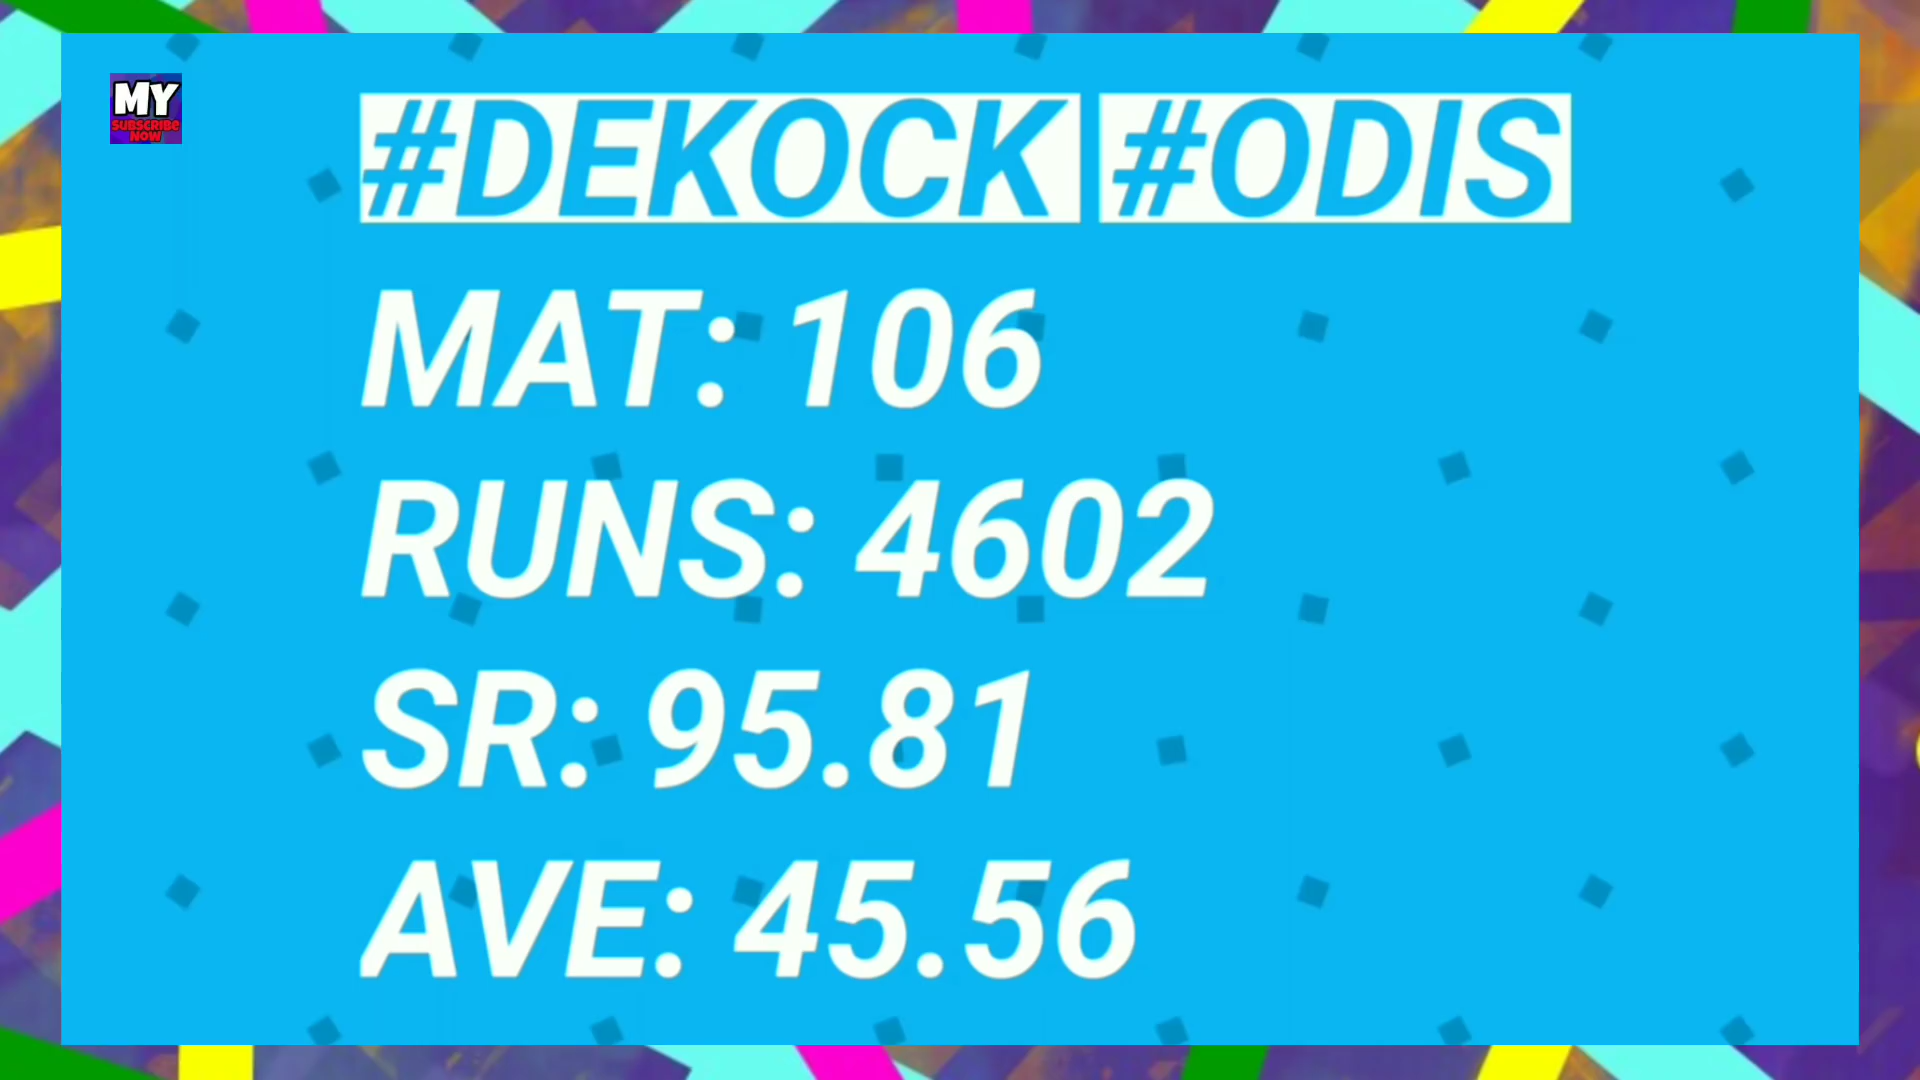 MY
SUBSCRIBE
NOW
#DEKOCK #ODIS
MAT: 106
RUNS: 4602
SR: 95.81
AVE: 45.56